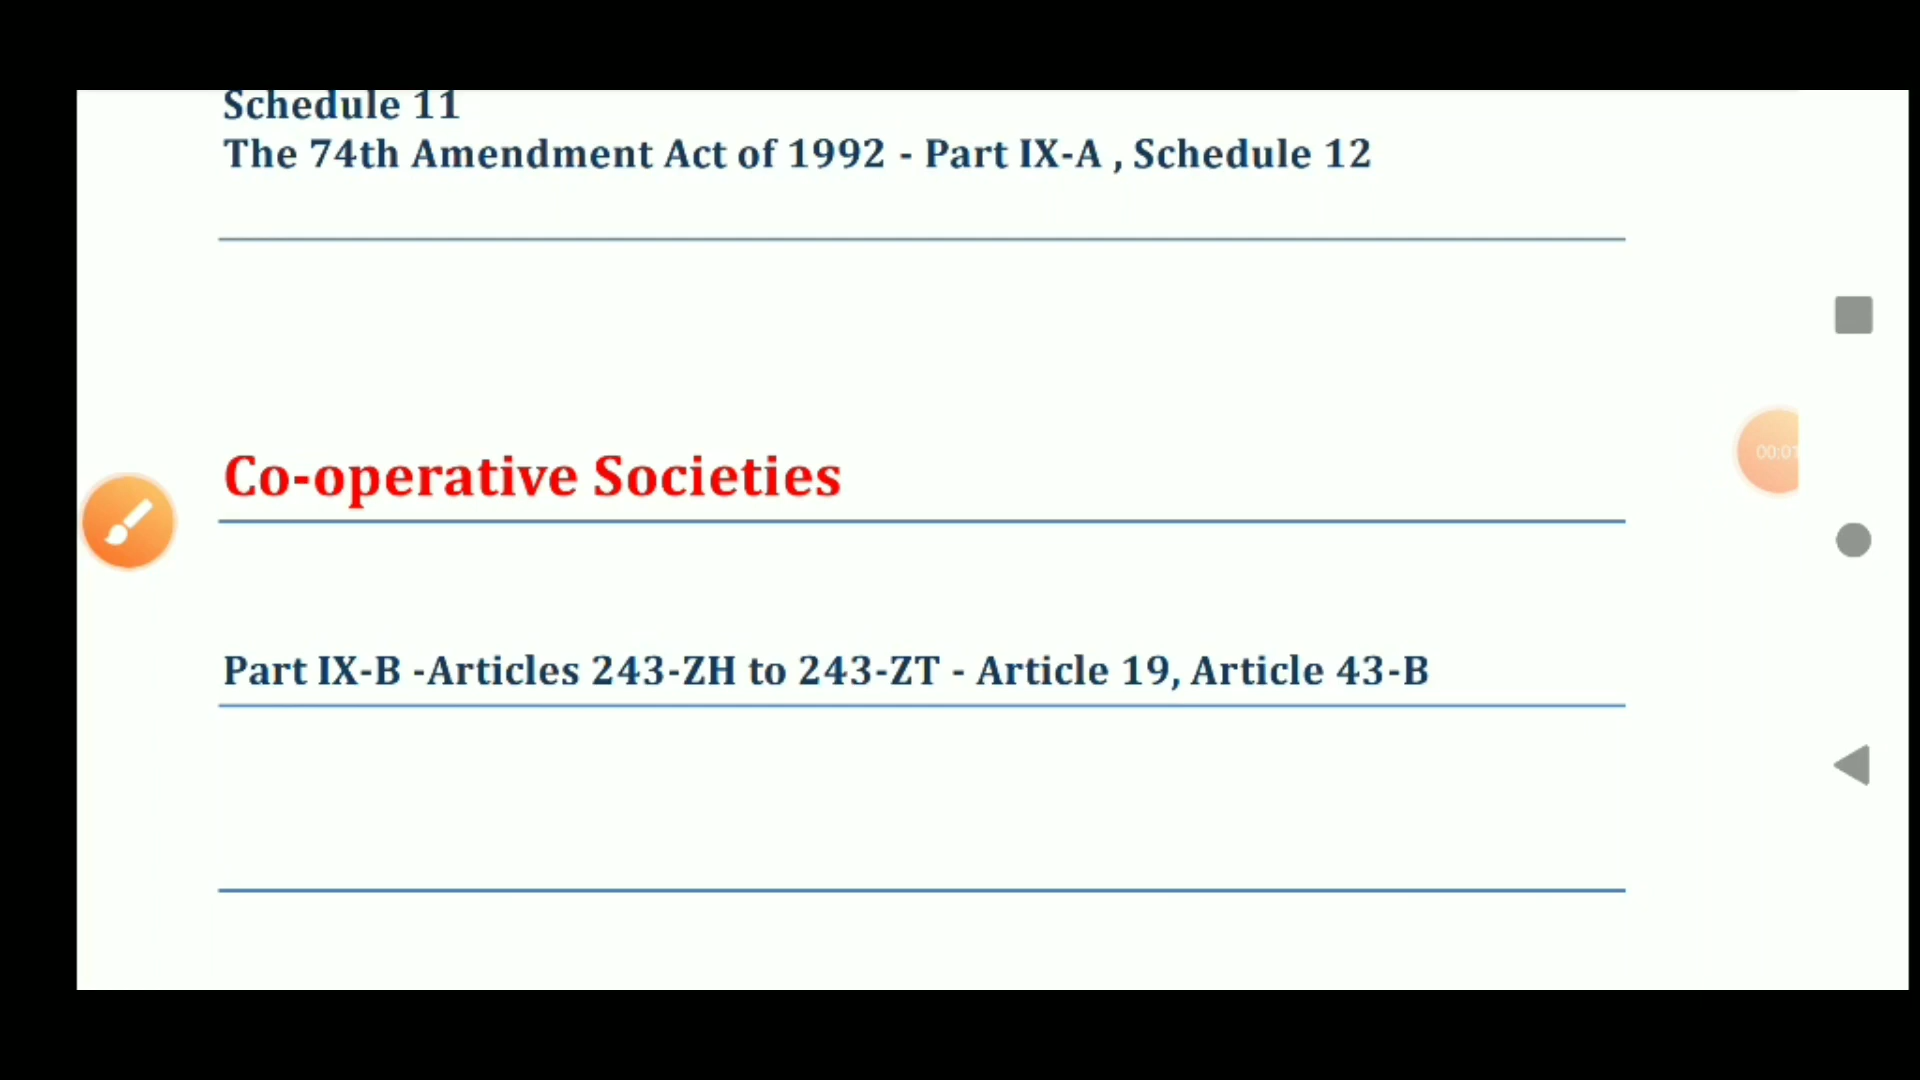 Schedule 11
The 74th Amendment Act of 1992 - Part IX-A , Schedule 12
Co-operative Societies
Part IX-B -Articles 243-ZH to 243-ZT - Article 19, Article 43-B